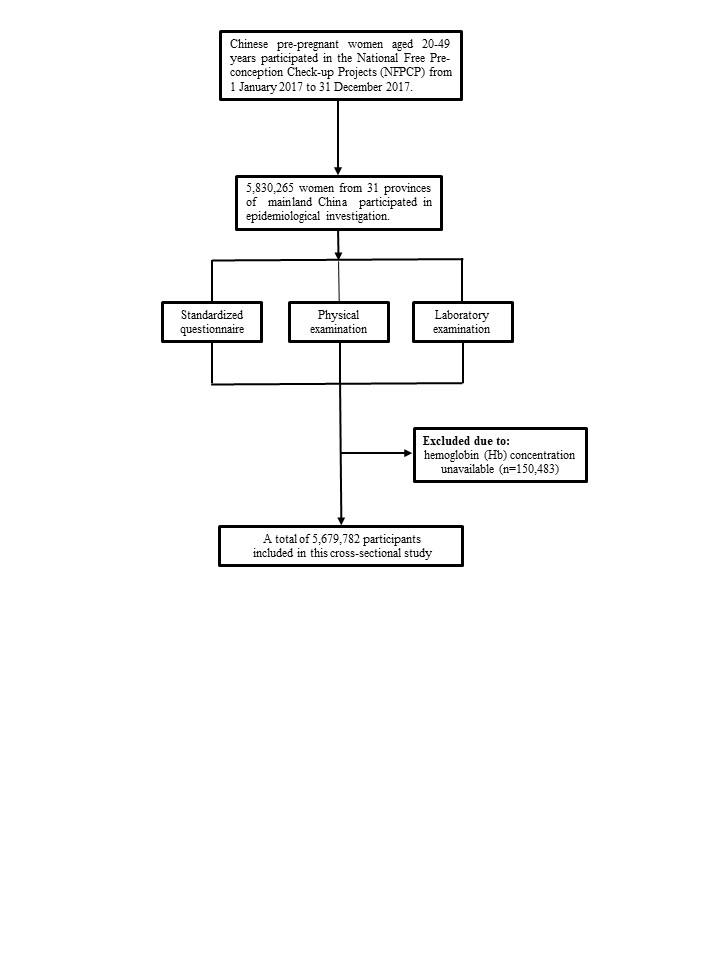 Chinese pre-pregnant women aged 20-49
years participated in the National Free Pre-
conception Check-up Projects (NFPCP) from
1 January 2017 to 31 December 2017.
5,830,265 women from 31 provinces
of mainland China participated in
epidemiological investigation.
Standardized
questionnaire
Physical
examination
Laboratory
examination
Excluded due to:
hemoglobin (Hb) concentration
unavailable (n=150,483)
A total of 5,679,782 participants
included in this cross-sectional study